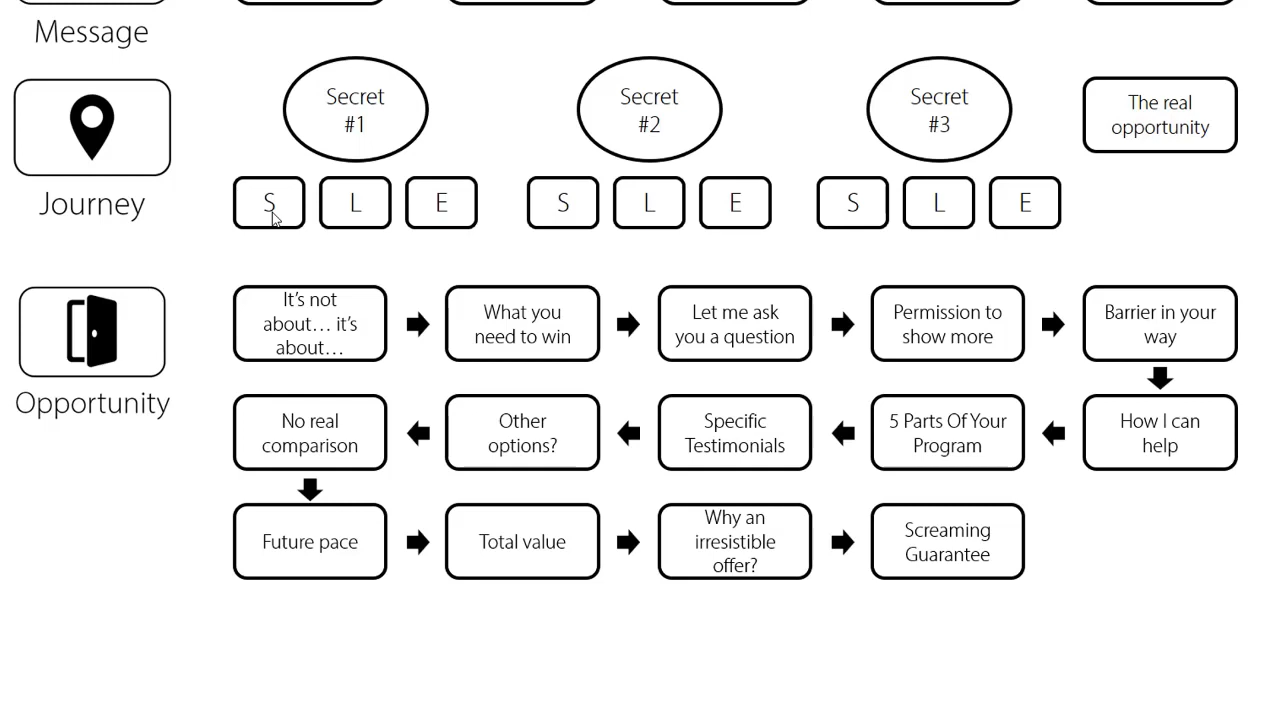 Message
Secret
#1
Secret
#2
Secret
#3
The real
opportunity
Journey
S
L
E
S
L
E
S
L
E
Opportunity
It's not
about... it's
about...
What you
need to win
Let me ask
you a question
Permission to
show more
Barrier in your
way
No real
comparison
Other
options?
Specific
Testimonials
5 Parts Of Your
Program
How I can
help
Future pace
Total value
Why an
irresistible
offer?
Screaming
Guarantee